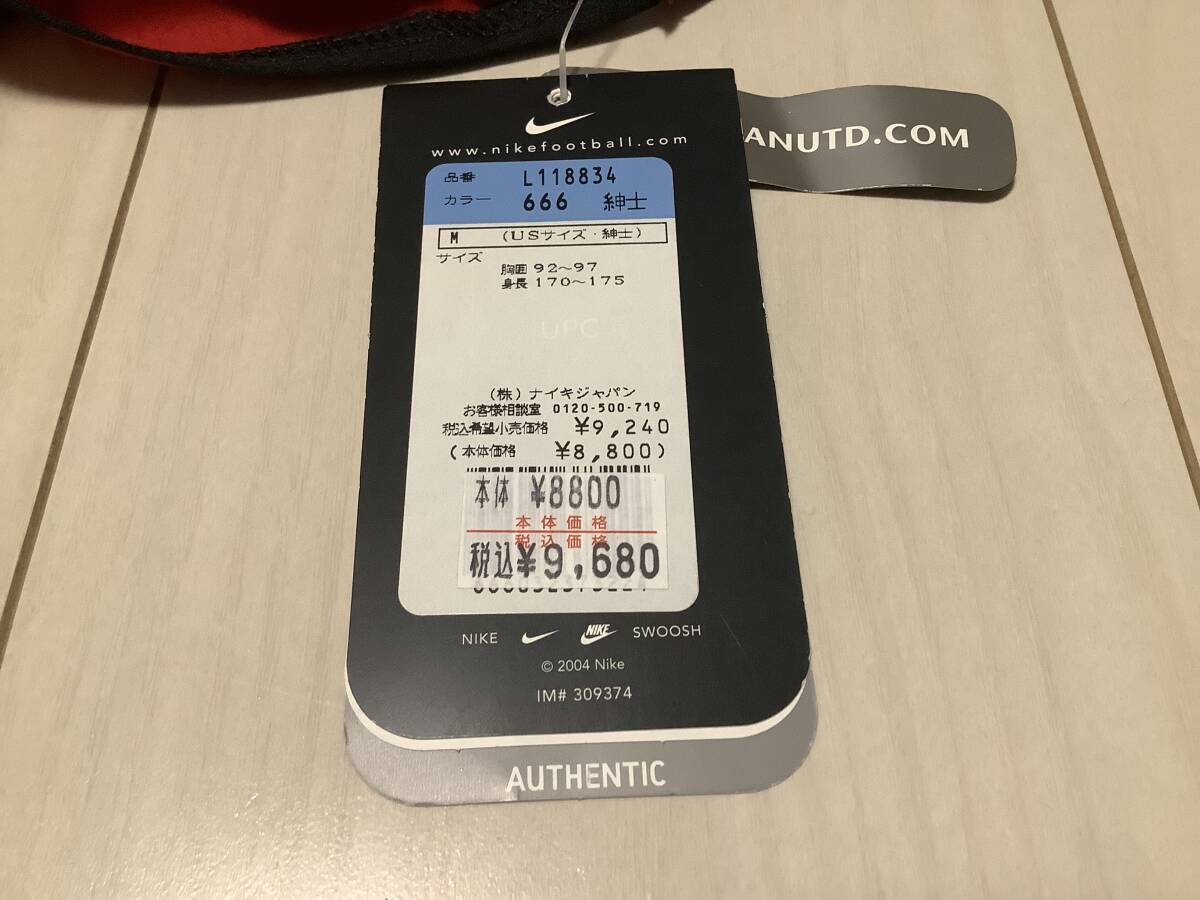 www.nikefootball.com
ANUTD.COM
品番 L118834
カラー 666 紳士
M (USサイズ・紳士)
サイズ
胸囲 92～97
身長 170～175
UPC
(株)ナイキジャパン
お客様相談室 0120-500-719
税込希望小売価格 ¥9,240
(本体価格 ¥8,800)
本体 ¥8800
本体価格
税込価格
税込¥9,680
NIKE NIKE SWOOSH
© 2004 Nike
IM# 309374
AUTHENTIC